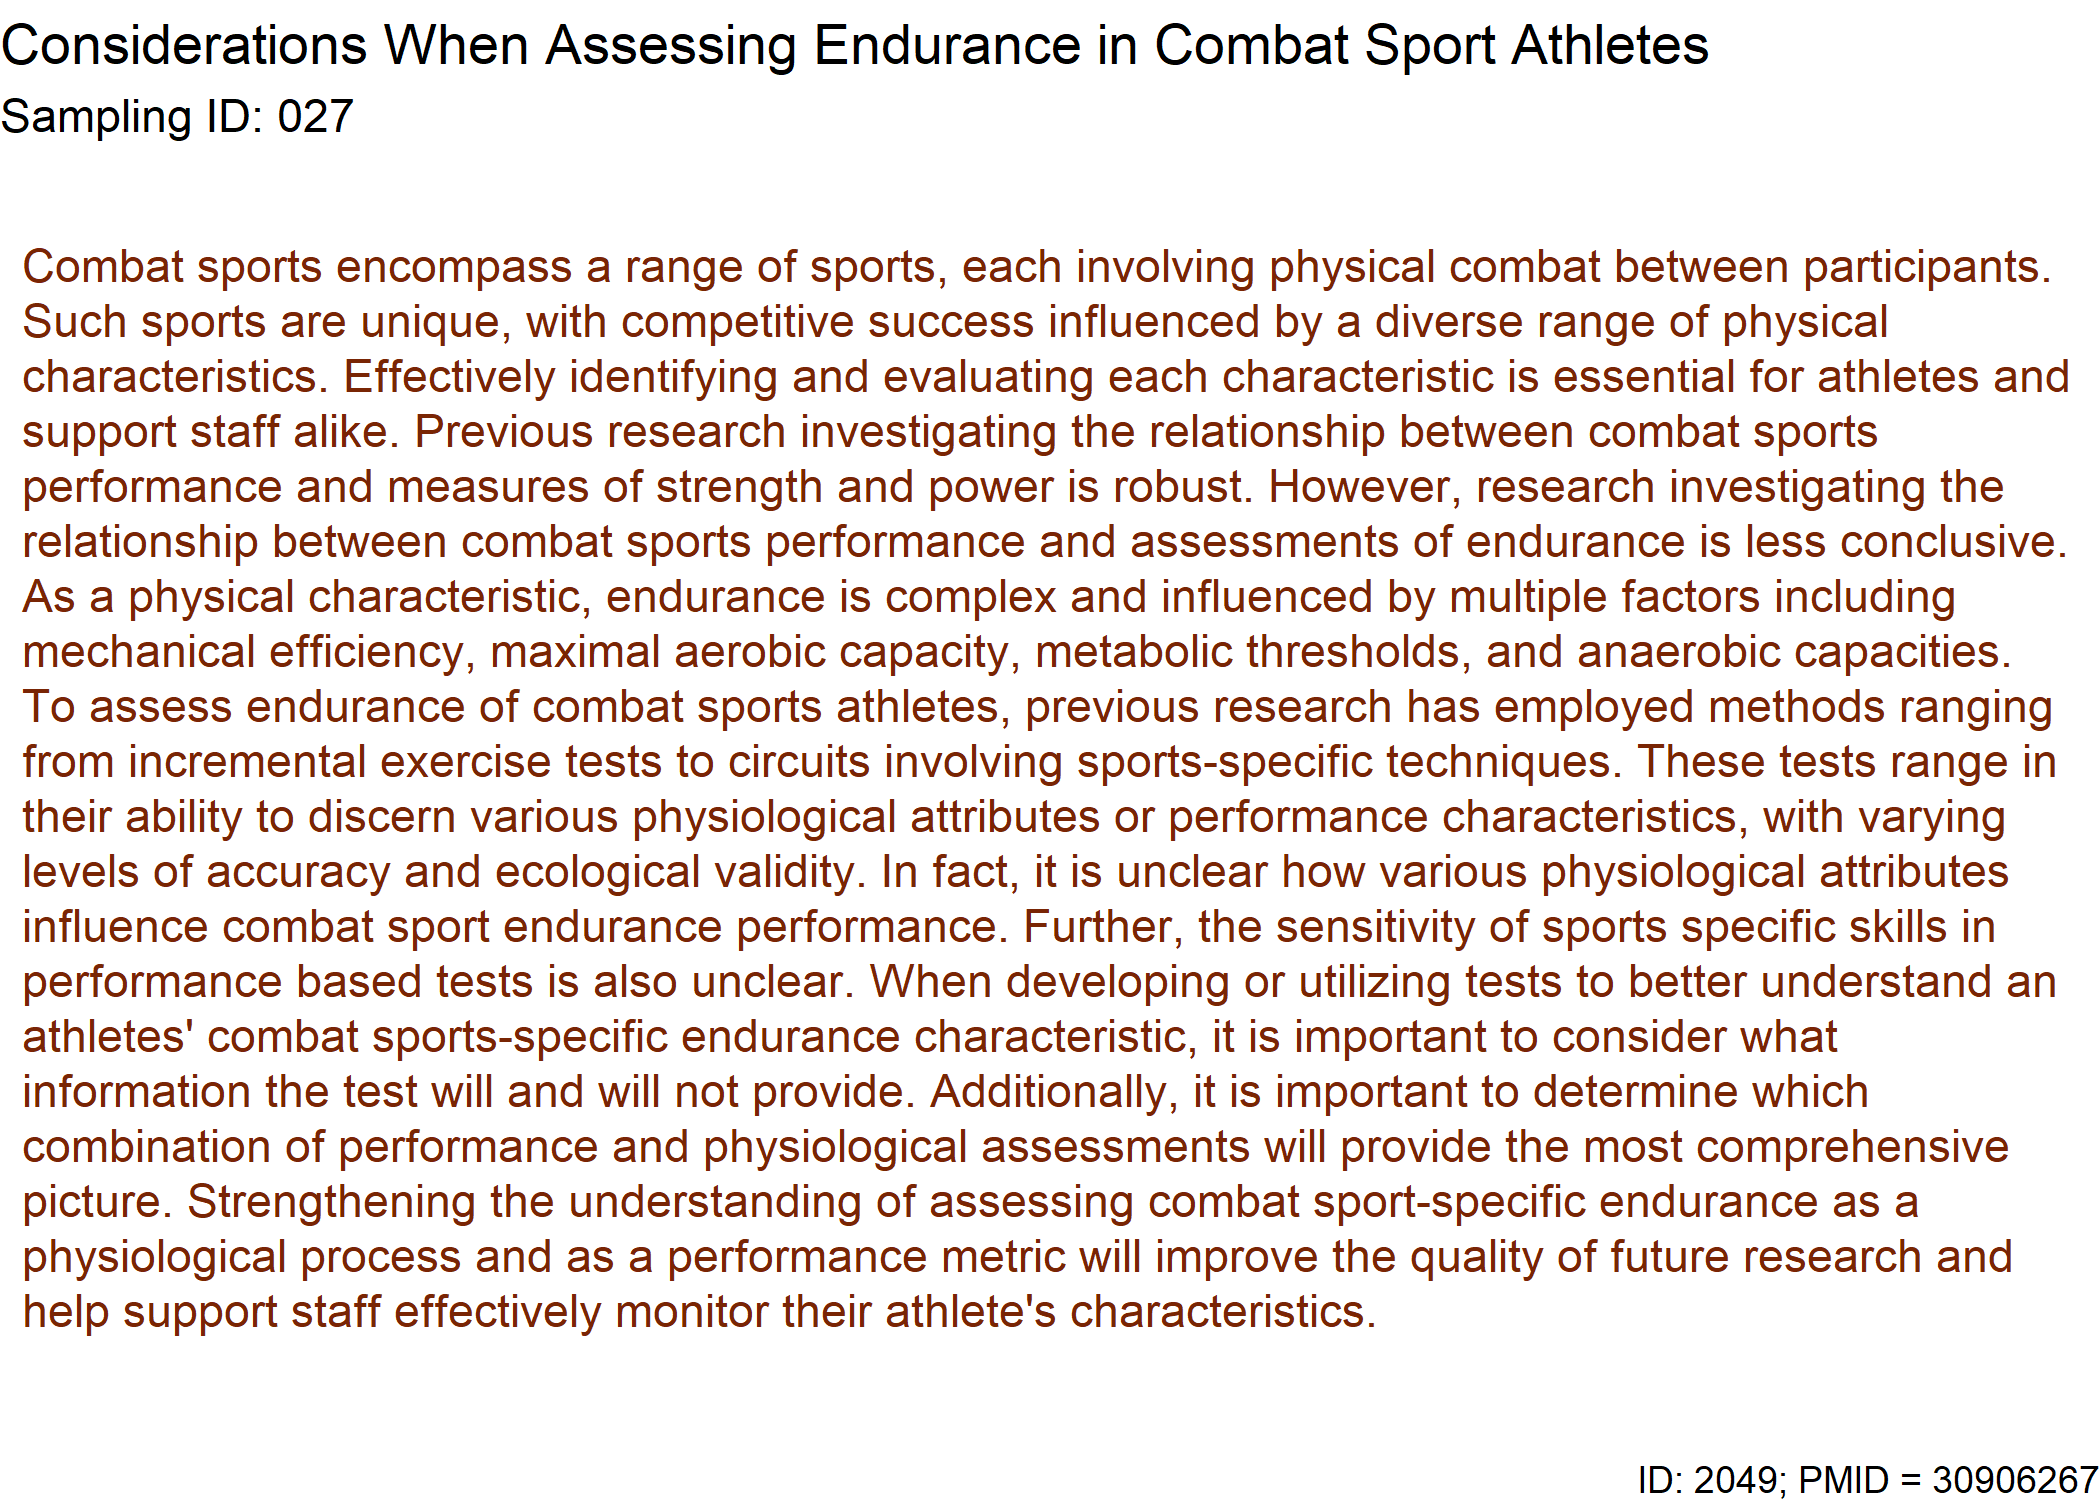 Considerations When Assessing Endurance in Combat Sport Athletes
Sampling ID: 027
Combat sports encompass a range of sports, each involving physical combat between participants.
Such sports are unique, with competitive success influenced by a diverse range of physical
characteristics. Effectively identifying and evaluating each characteristic is essential for athletes and
support staff alike. Previous research investigating the relationship between combat sports
performance and measures of strength and power is robust. However, research investigating the
relationship between combat sports performance and assessments of endurance is less conclusive.
As a physical characteristic, endurance is complex and influenced by multiple factors including
mechanical efficiency, maximal aerobic capacity, metabolic thresholds, and anaerobic capacities.
To assess endurance of combat sports athletes, previous research has employed methods ranging
from incremental exercise tests to circuits involving sports-specific techniques. These tests range in
their ability to discern various physiological attributes or performance characteristics, with varying
levels of accuracy and ecological validity. In fact, it is unclear how various physiological attributes
influence combat sport endurance performance. Further, the sensitivity of sports specific skills in
performance based tests is also unclear. When developing or utilizing tests to better understand an
athletes' combat sports-specific endurance characteristic, it is important to consider what
information the test will and will not provide. Additionally, it is important to determine which
combination of performance and physiological assessments will provide the most comprehensive
picture. Strengthening the understanding of assessing combat sport-specific endurance as a
physiological process and as a performance metric will improve the quality of future research and
help support staff effectively monitor their athlete's characteristics.
ID: 2049; PMID = 30906267